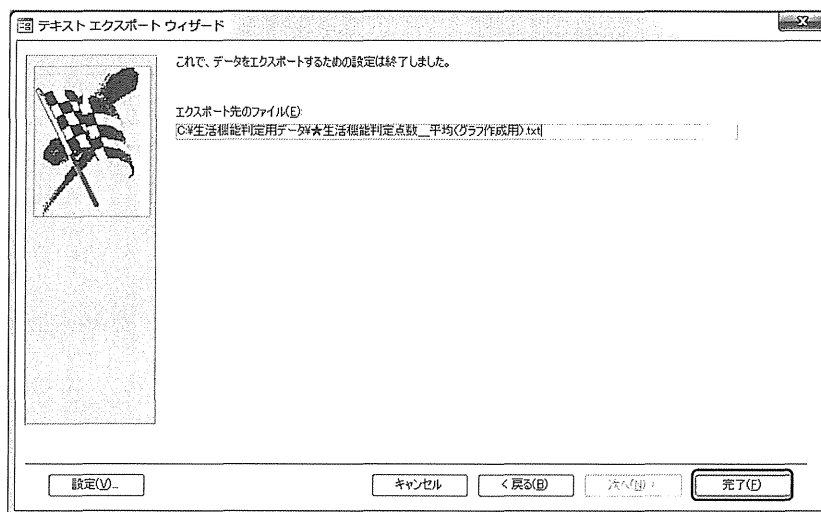 テキスト エクスポート ウィザード
これで、データをエクスポートするための設定は終了しました。
エクスポート先のファイル(E):
C:¥生活機能判定用データ¥★生活機能判定点数__平均(グラフ作成用).txt
設定(V)...
キャンセル
< 戻る(B)
次へ(N) >
完了(F)